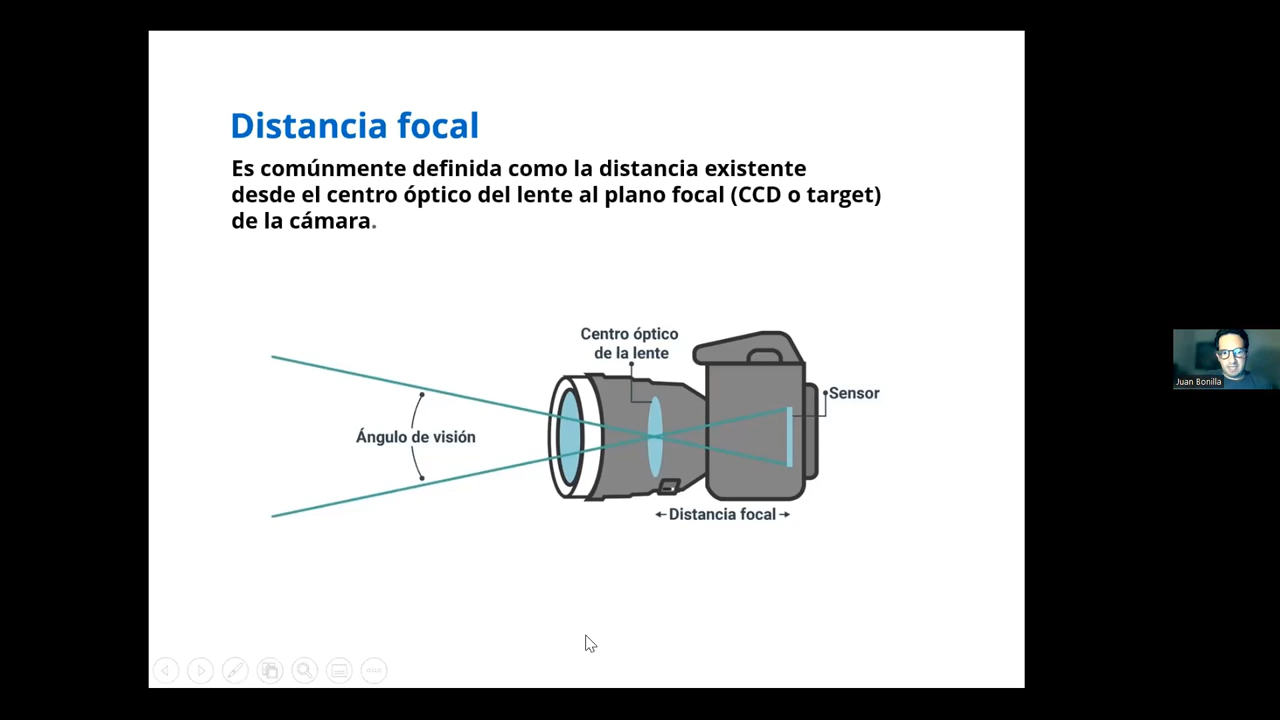 Distancia focal
Es comúnmente definida como la distancia existente
desde el centro óptico del lente al plano focal (CCD o target)
de la cámara.
Centro óptico
de la lente
Sensor
Ángulo de visión
Distancia focal
Juan Bonilla